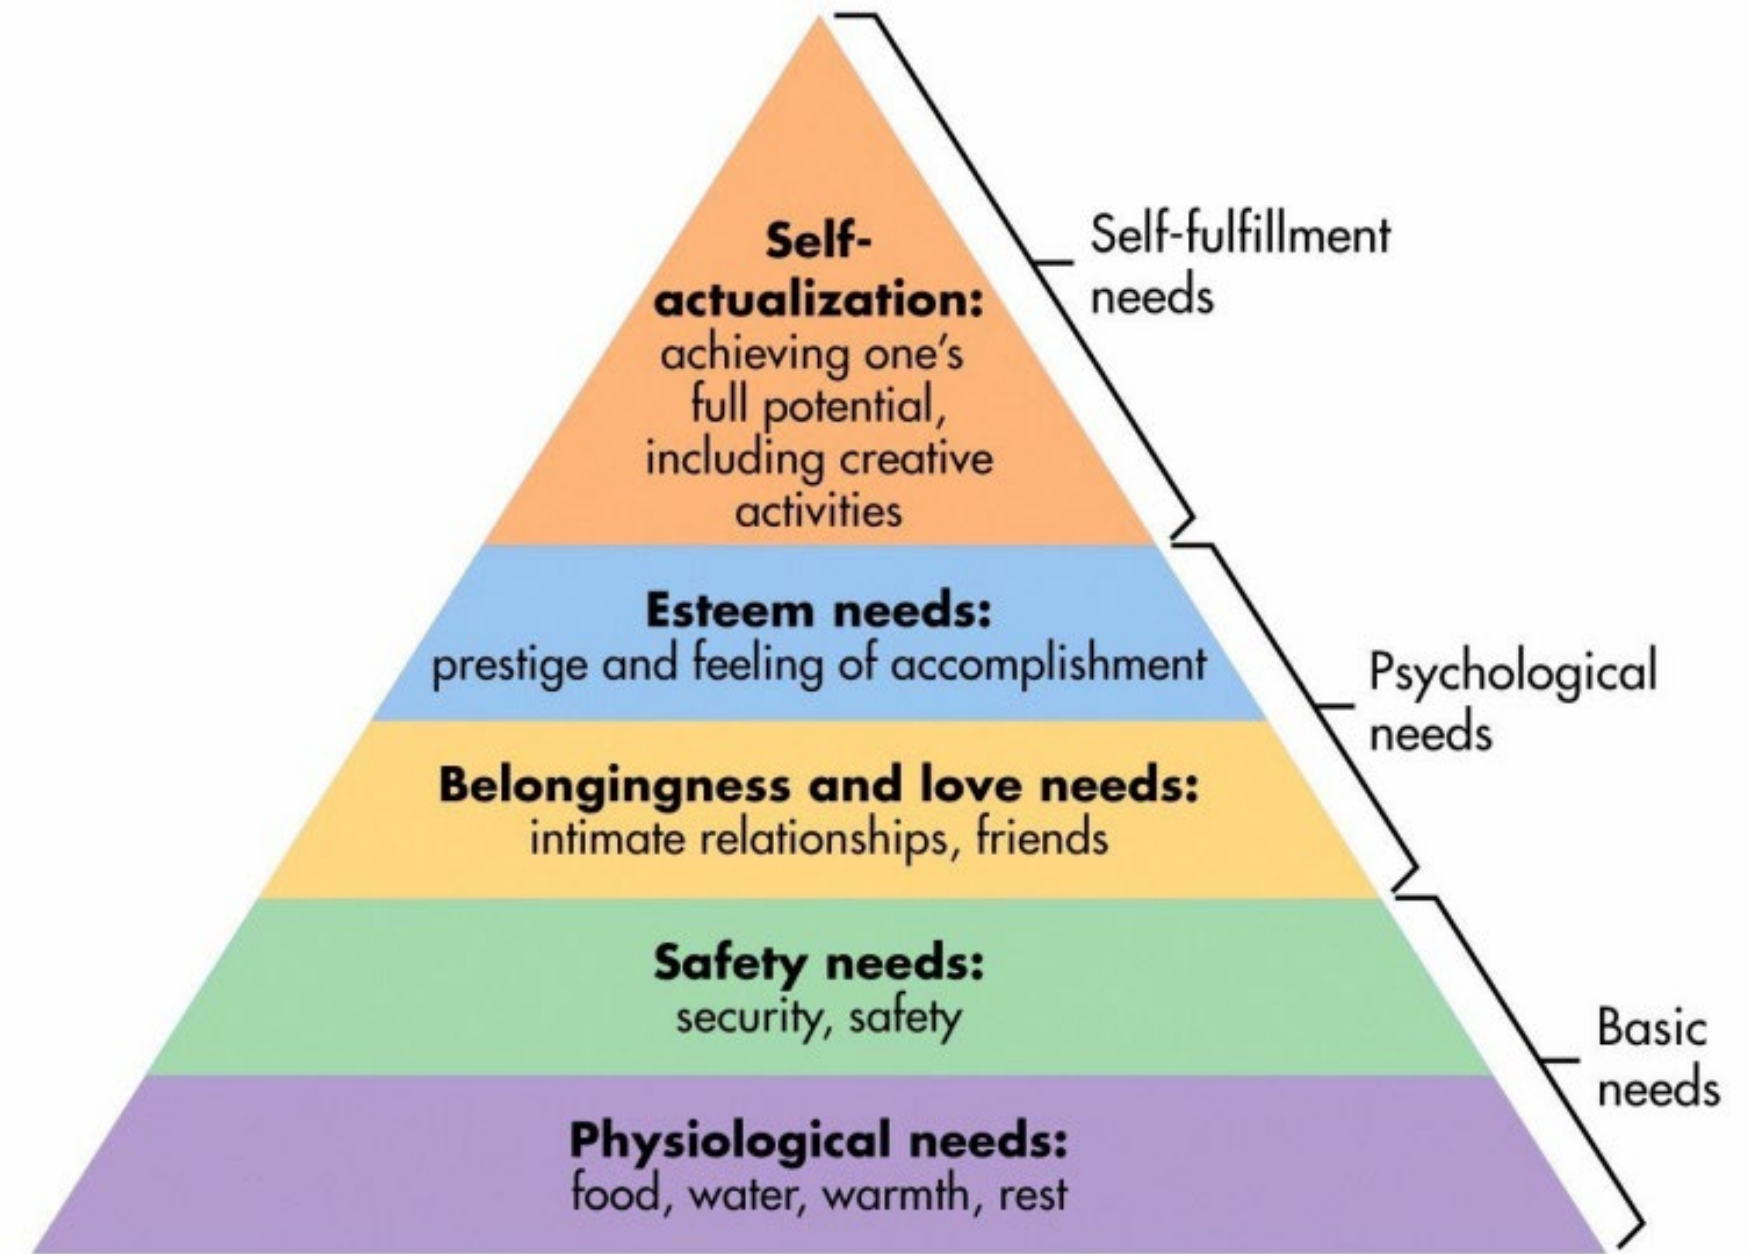 Self-
actualization:
achieving one’s
full potential,
including creative
activities
Self-fulfillment
needs
Esteem needs:
prestige and feeling of accomplishment
Belongingness and love needs:
intimate relationships, friends
Psychological
needs
Safety needs:
security, safety
Physiological needs:
food, water, warmth, rest
Basic
needs